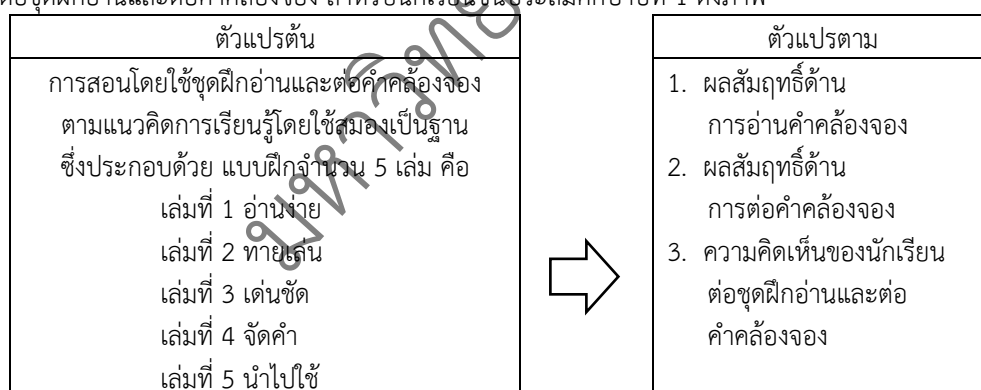 ต่อชุดฝึกอ่านและต่อคำคล้องจอง สำหรับนักเรียนชั้นประถมศึกษาปีที่ 1 ดังภาพ
ตัวแปรต้น
การสอนโดยใช้ชุดฝึกอ่านและต่อคำคล้องจอง
ตามแนวคิดการเรียนรู้โดยใช้สมองเป็นฐาน
ซึ่งประกอบด้วย แบบฝึกจำนวน 5 เล่ม คือ
เล่มที่ 1 อ่านง่าย
เล่มที่ 2 ทายเล่น
เล่มที่ 3 เด่นชัด
เล่มที่ 4 จัดคำ
เล่มที่ 5 นำไปใช้
ตัวแปรตาม
1. ผลสัมฤทธิ์ด้าน
การอ่านคำคล้องจอง
2. ผลสัมฤทธิ์ด้าน
การต่อคำคล้องจอง
3. ความคิดเห็นของนักเรียน
ต่อชุดฝึกอ่านและต่อ
คำคล้องจอง